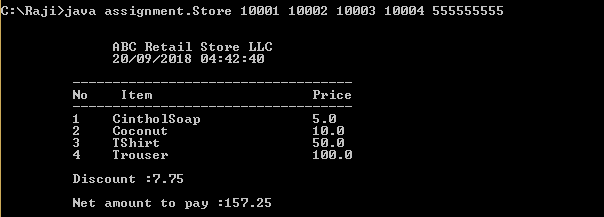 C:\Raji>java assignment.Store 10001 10002 10003 10004 555555555
ABC Retail Store LLC
20/09/2018 04:42:40
-----------------------------------
No Item Price
-----------------------------------
1 CintholSoap 5.0
2 Coconut 10.0
3 TShirt 50.0
4 Trouser 100.0
Discount :7.75
Net amount to pay :157.25